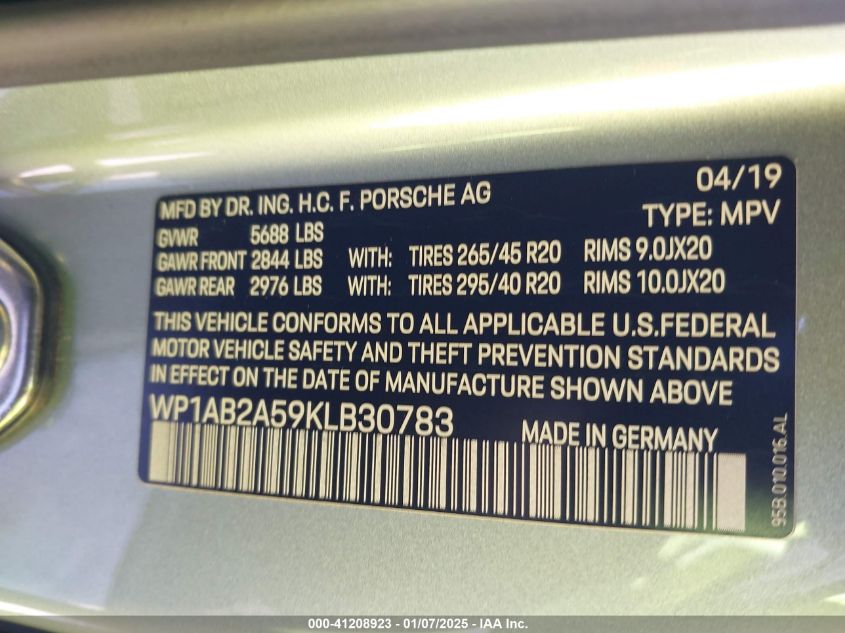 MFD BY DR. ING. H.C. F. PORSCHE AG 04/19
TYPE: MPV
GVWR 5688 LBS
GAWR FRONT 2844 LBS WITH: TIRES 265/45 R20 RIMS 9.0JX20
GAWR REAR 2976 LBS WITH: TIRES 295/40 R20 RIMS 10.0JX20
THIS VEHICLE CONFORMS TO ALL APPLICABLE U.S.FEDERAL
MOTOR VEHICLE SAFETY AND THEFT PREVENTION STANDARDS
IN EFFECT ON THE DATE OF MANUFACTURE SHOWN ABOVE
WP1AB2A59KLB30783 MADE IN GERMANY
95B.010.016.AL
000-41208923 - 01/07/2025 - IAA Inc.